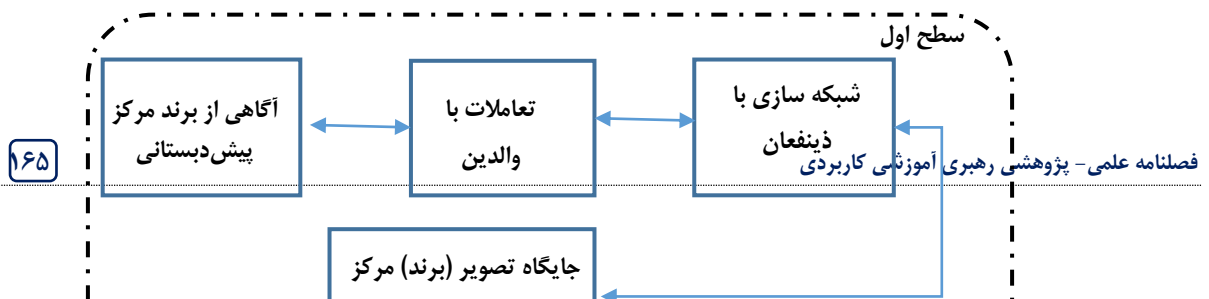 سطح اول
شبکه سازی با
ذینفعان
تعاملات با
والدین
آگاهی از برند مرکز
پیش‌دبستانی
فصلنامه علمی- پژوهشی رهبری آموزشی کاربردی
۱۶۵
جایگاه تصویر (برند) مرکز